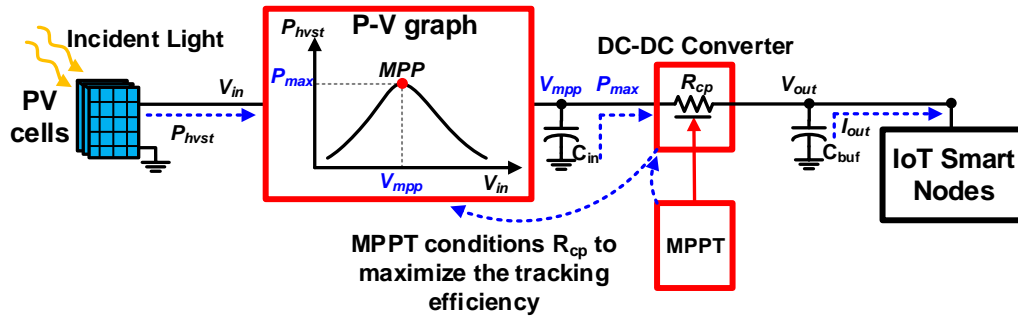 Incident Light
PV
cells
V_in
P_hvst
P-V graph
P_hvst
P_max
MPP
V_mpp
V_in
V_mpp
P_max
C_in
DC-DC Converter
R_cp
V_out
I_out
C_buf
IoT Smart
Nodes
MPPT
MPPT conditions R_cp to
maximize the tracking
efficiency